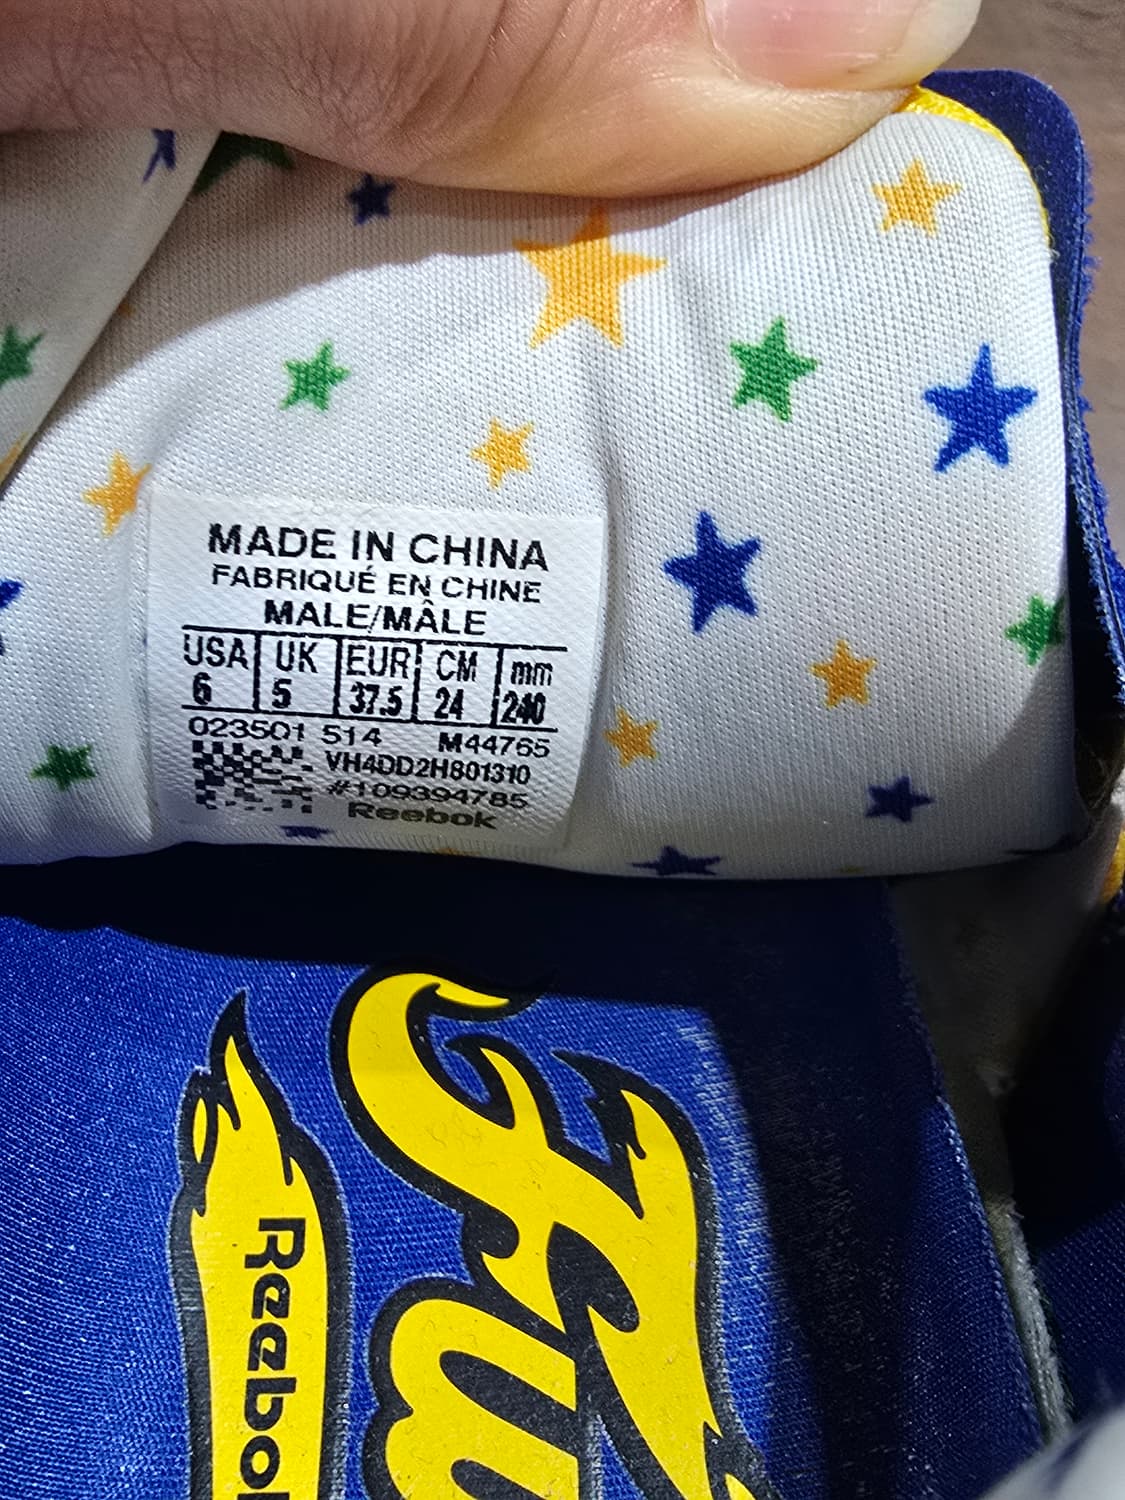 MADE IN CHINA
FABRIQUÉ EN CHINE
MALE/MÂLE
USA UK EUR CM mm
6 5 37.5 24 240
023501 514 M44765
VH4DD2H801310
#109394785
Reebok
Reebok